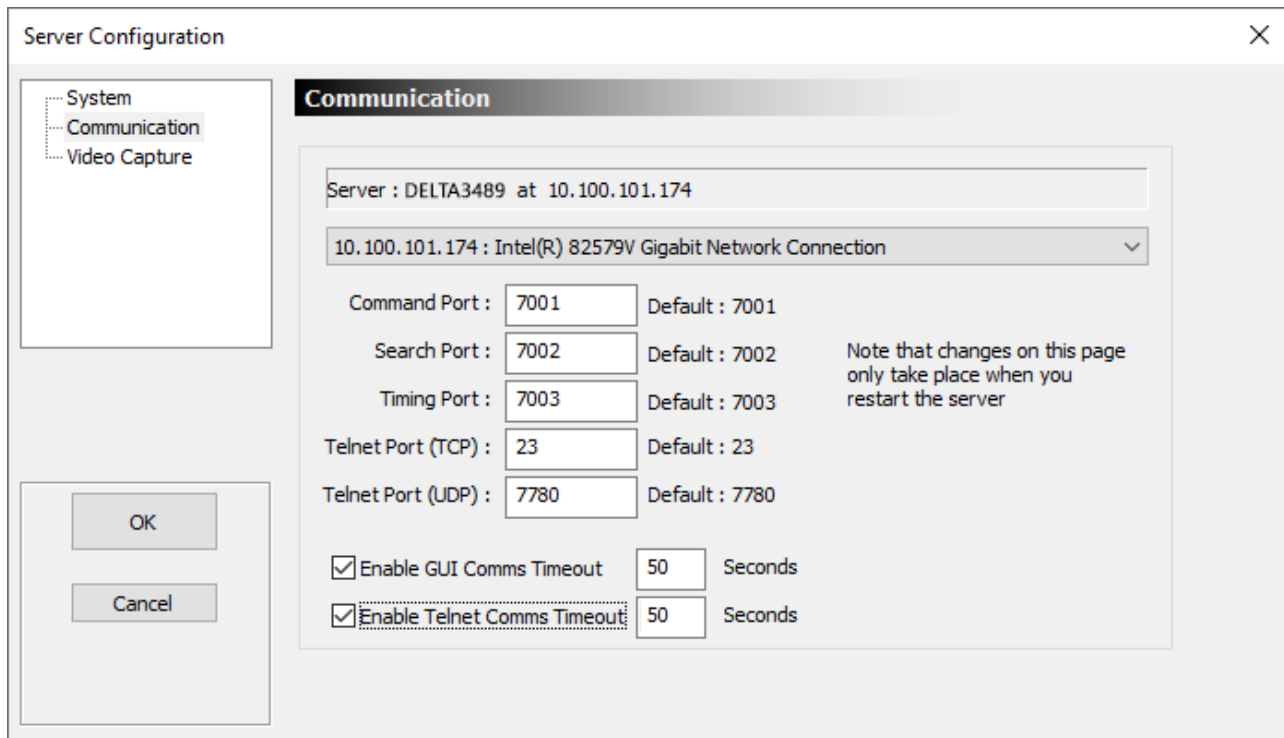 Server Configuration
System
Communication
Video Capture
Communication
Server : DELTA3489 at 10.100.101.174
10.100.101.174 : Intel(R) 82579V Gigabit Network Connection
Command Port : 7001 Default : 7001
Search Port : 7002 Default : 7002
Timing Port : 7003 Default : 7003
Telnet Port (TCP) : 23 Default : 23
Telnet Port (UDP) : 7780 Default : 7780
Note that changes on this page
only take place when you
restart the server
Enable GUI Comms Timeout 50 Seconds
Enable Telnet Comms Timeout 50 Seconds
OK
Cancel